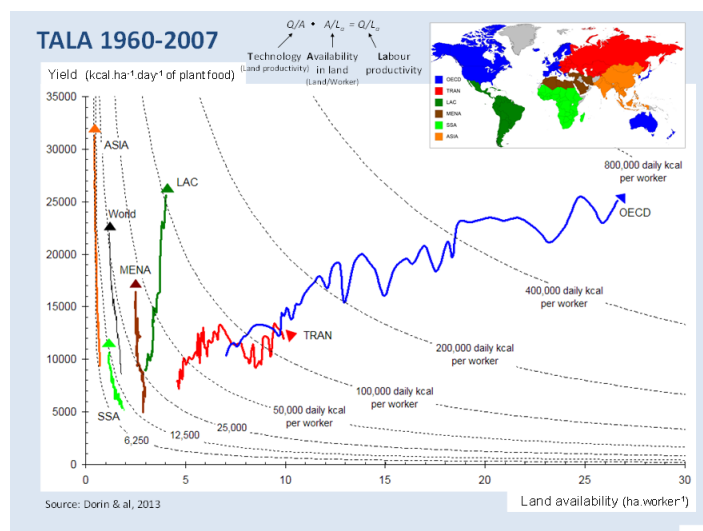 TALA 1960-2007
Q/A • A/Lₐ = Q/Lₐ
Technology
(Land productivity)
Availability
in land
(Land/Worker)
Labour
productivity
Yield (kcal.ha⁻¹.day⁻¹ of plant food)
OECD
TRAN
LAC
MENA
SSA
ASIA
35000
30000
25000
20000
15000
10000
5000
0
ASIA
World
MENA
SSA
LAC
TRAN
OECD
800,000 daily kcal
per worker
400,000 daily kcal
per worker
200,000 daily kcal
per worker
100,000 daily kcal
per worker
50,000 daily kcal
per worker
25,000
12,500
6,250
0
5
10
15
20
25
30
Land availability (ha.worker⁻¹)
Source: Dorin & al, 2013